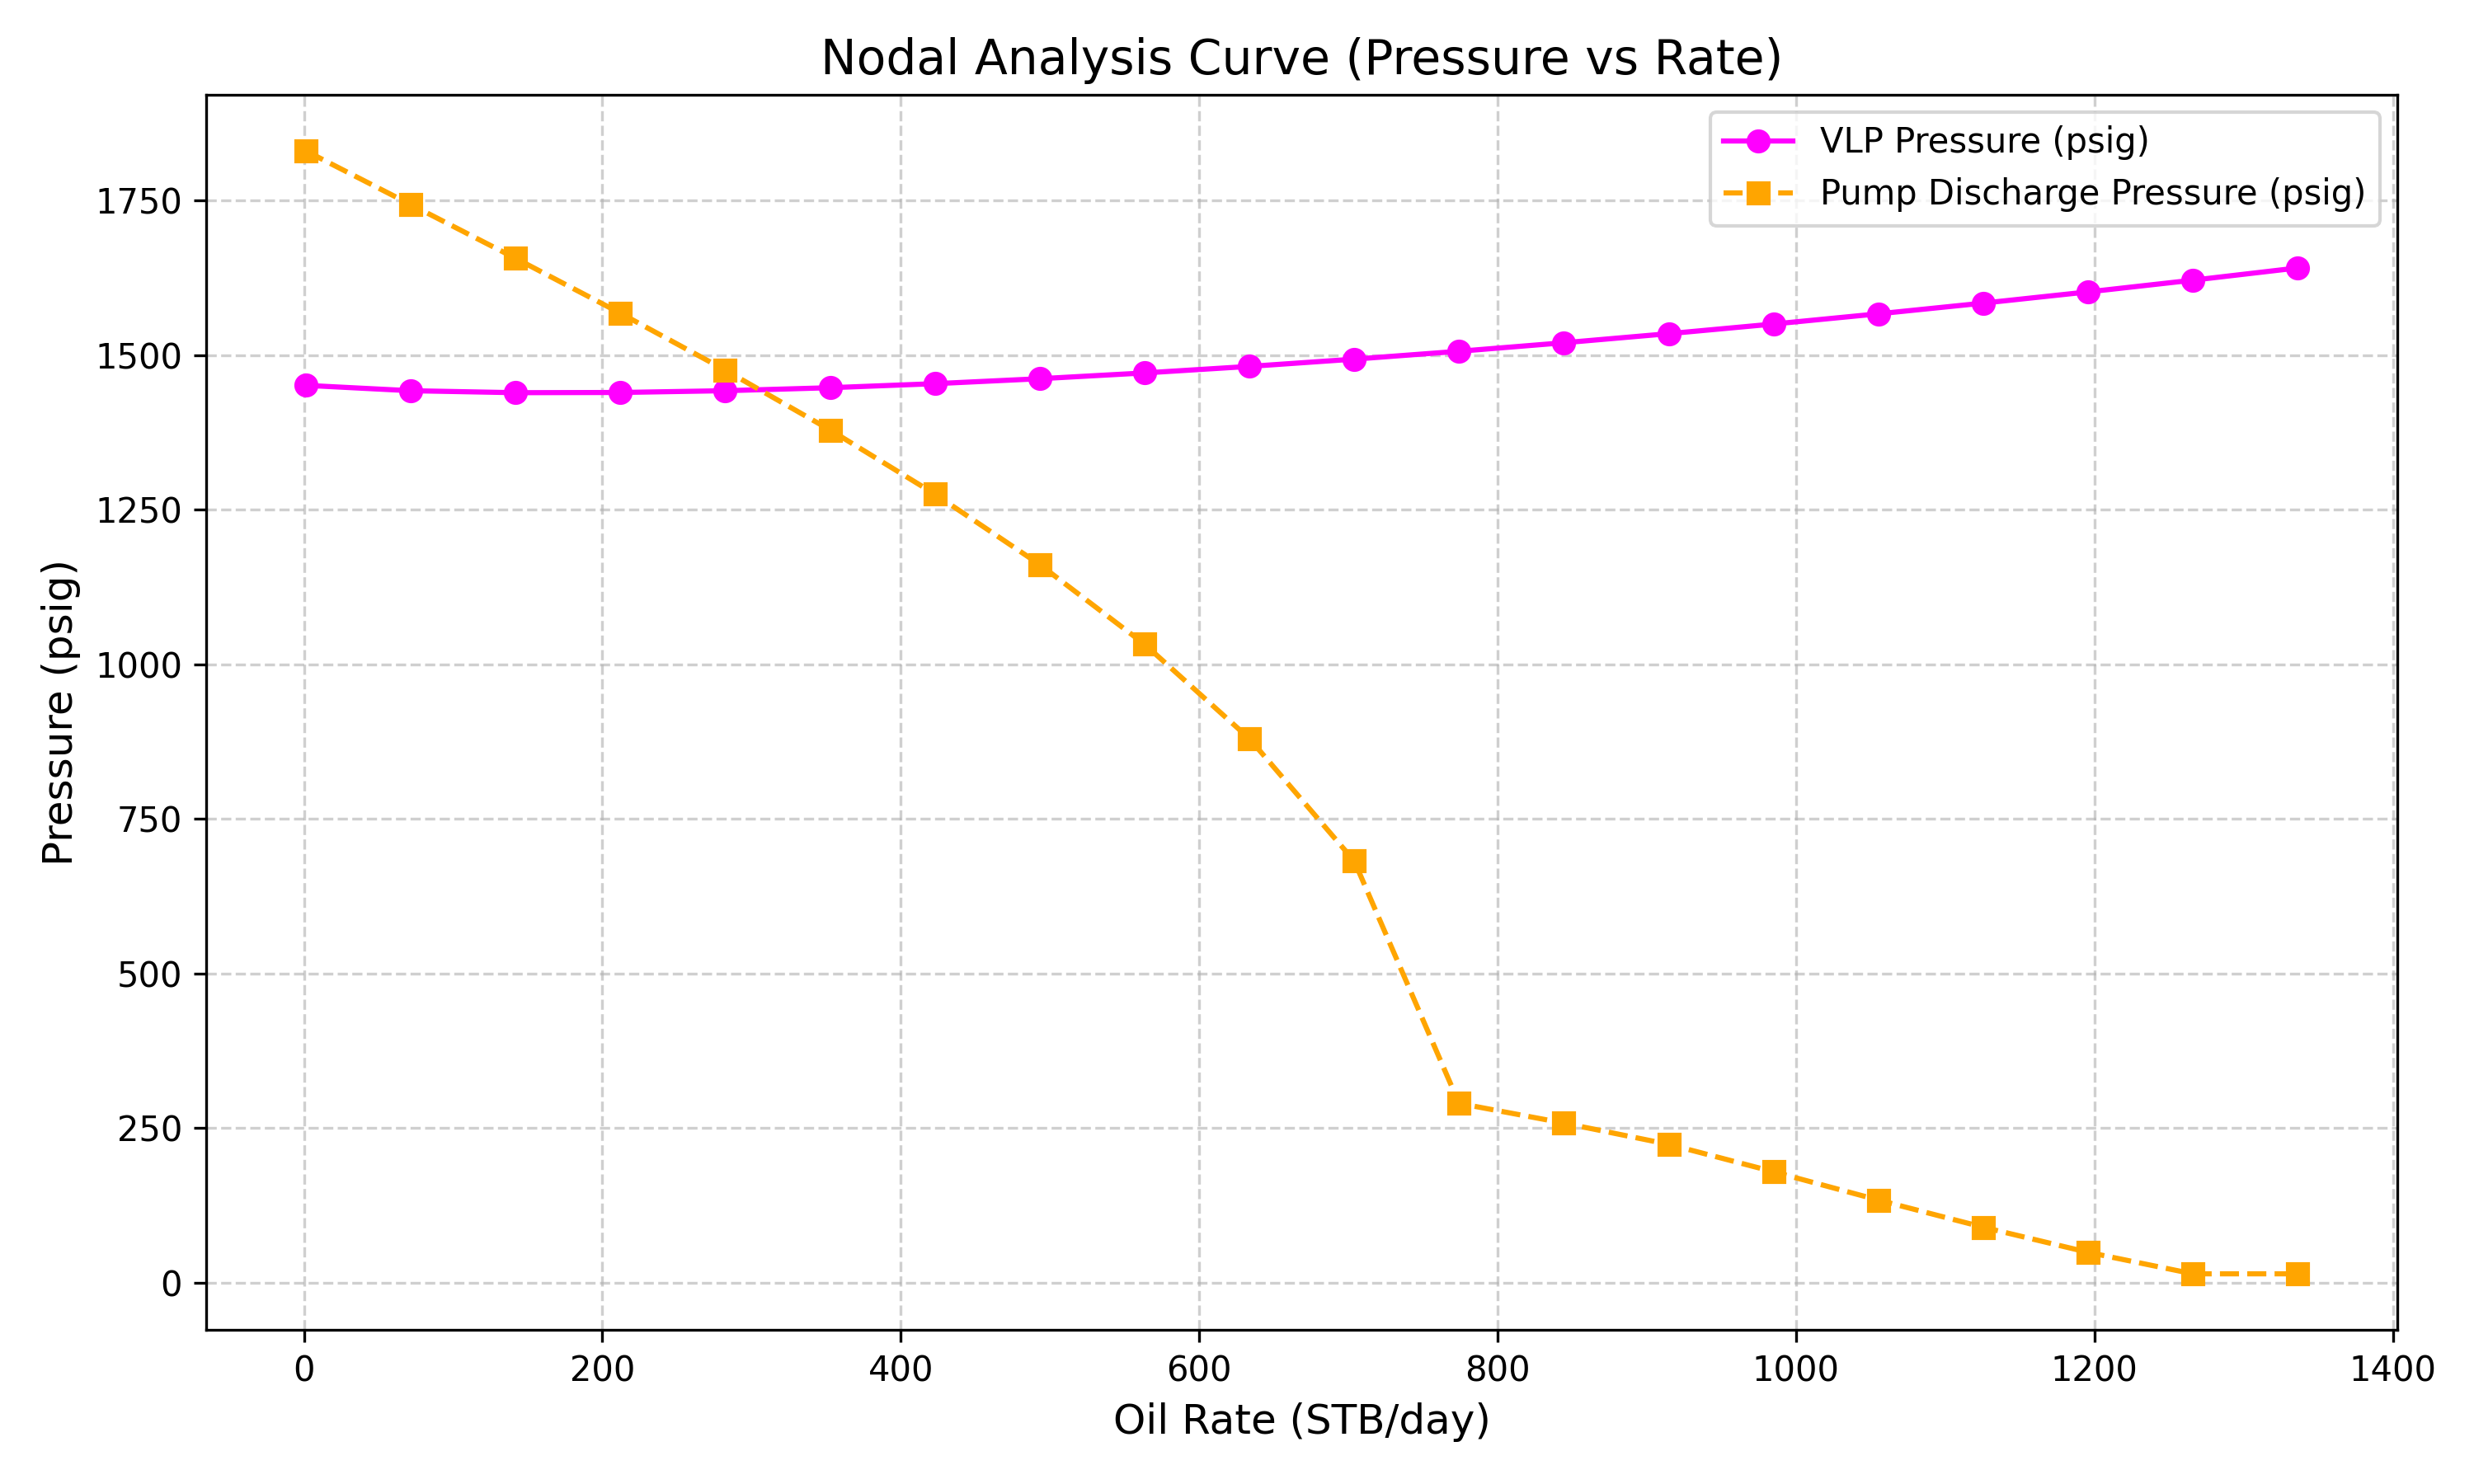 Nodal Analysis Curve (Pressure vs Rate)
VLP Pressure (psig)
Pump Discharge Pressure (psig)
Pressure (psig)
1750
1500
1250
1000
750
500
250
0
0 200 400 600 800 1000 1200 1400
Oil Rate (STB/day)